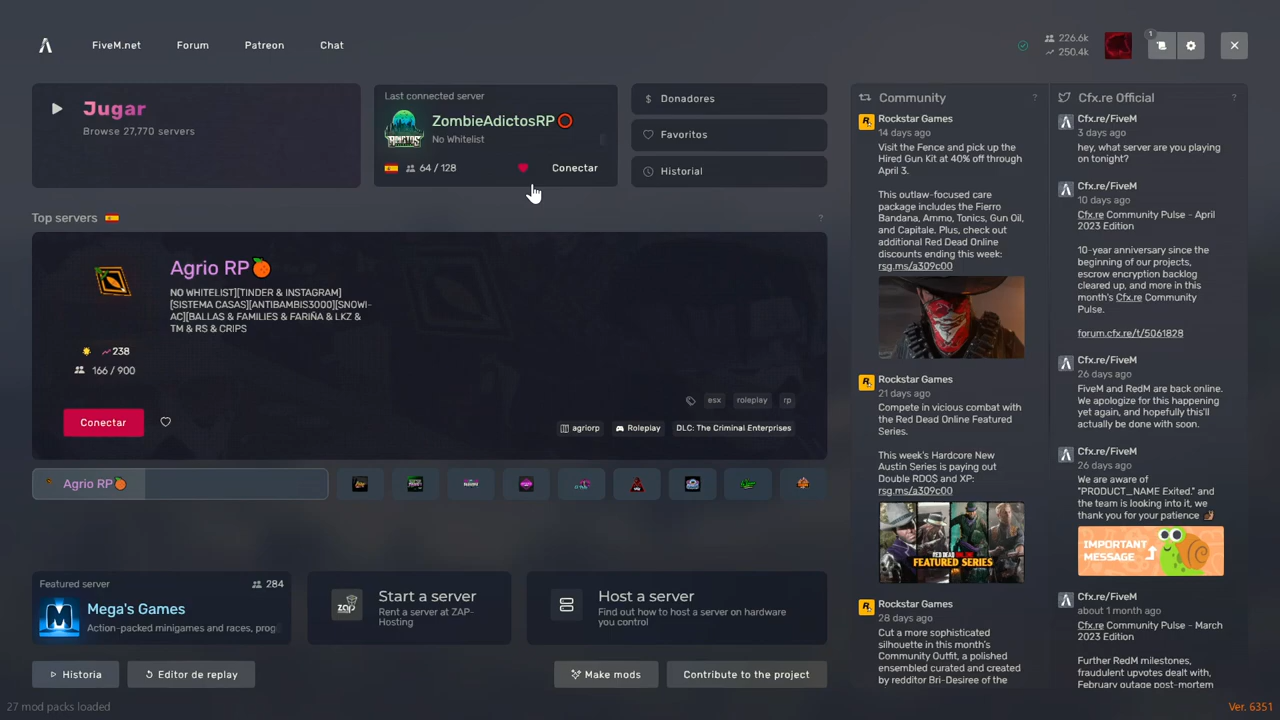 FiveM.net
Forum
Patreon
Chat
226.6k
250.4k
1
Jugar
Browse 27,770 servers
Last connected server
ZombieAdictosRP⭕
No Whitelist
64 / 128
Conectar
Donadores
Favoritos
Historial
Top servers
?
Agrio RP🍊
NO WHITELIST][TINDER & INSTAGRAM]
[SISTEMA CASAS][ANTIBAMBIS3000][SNOWI-
AC][BALLAS & FAMILIES & FARIÑA & LKZ &
TM & RS & CRIPS
238
166 / 900
Conectar
esx
roleplay
rp
agriorp
Roleplay
DLC: The Criminal Enterprises
Agrio RP🍊
Featured server
284
Mega's Games
Action-packed minigames and races, prog
Start a server
Rent a server at ZAP-
Hosting
Host a server
Find out how to host a server on hardware
you control
Historia
Editor de replay
Make mods
Contribute to the project
27 mod packs loaded
Ver. 6351
Community
?
Rockstar Games
14 days ago
Visit the Fence and pick up the
Hired Gun Kit at 40% off through
April 3.
This outlaw-focused care
package includes the Fierro
Bandana, Ammo, Tonics, Gun Oil,
and Capitale. Plus, check out
additional Red Dead Online
discounts ending this week:
rsg.ms/a309c00
Rockstar Games
21 days ago
Compete in vicious combat with
the Red Dead Online Featured
Series.
This week's Hardcore New
Austin Series is paying out
Double RDO$ and XP:
rsg.ms/a309c00
RED DEAD ONLINE
FEATURED SERIES
Rockstar Games
28 days ago
Cut a more sophisticated
silhouette in this month's
Community Outfit, a polished
ensembled curated and created
by redditor Bri-Desiree of the
Cfx.re Official
?
Cfx.re/FiveM
3 days ago
hey, what server are you playing
on tonight?
Cfx.re/FiveM
10 days ago
Cfx.re Community Pulse - April
2023 Edition
10-year anniversary since the
beginning of our projects,
escrow encryption backlog
cleared up, and more in this
month's Cfx.re Community
Pulse.
forum.cfx.re/t/5061828
Cfx.re/FiveM
26 days ago
FiveM and RedM are back online.
We apologize for this happening
yet again, and hopefully this'll
actually be done with soon.
Cfx.re/FiveM
26 days ago
We are aware of
"PRODUCT_NAME Exited." and
the team is looking into it, we
thank you for your patience
IMPORTANT
MESSAGE
Cfx.re/FiveM
about 1 month ago
Cfx.re Community Pulse - March
2023 Edition
Further RedM milestones,
fraudulent upvotes dealt with,
February outage post-mortem